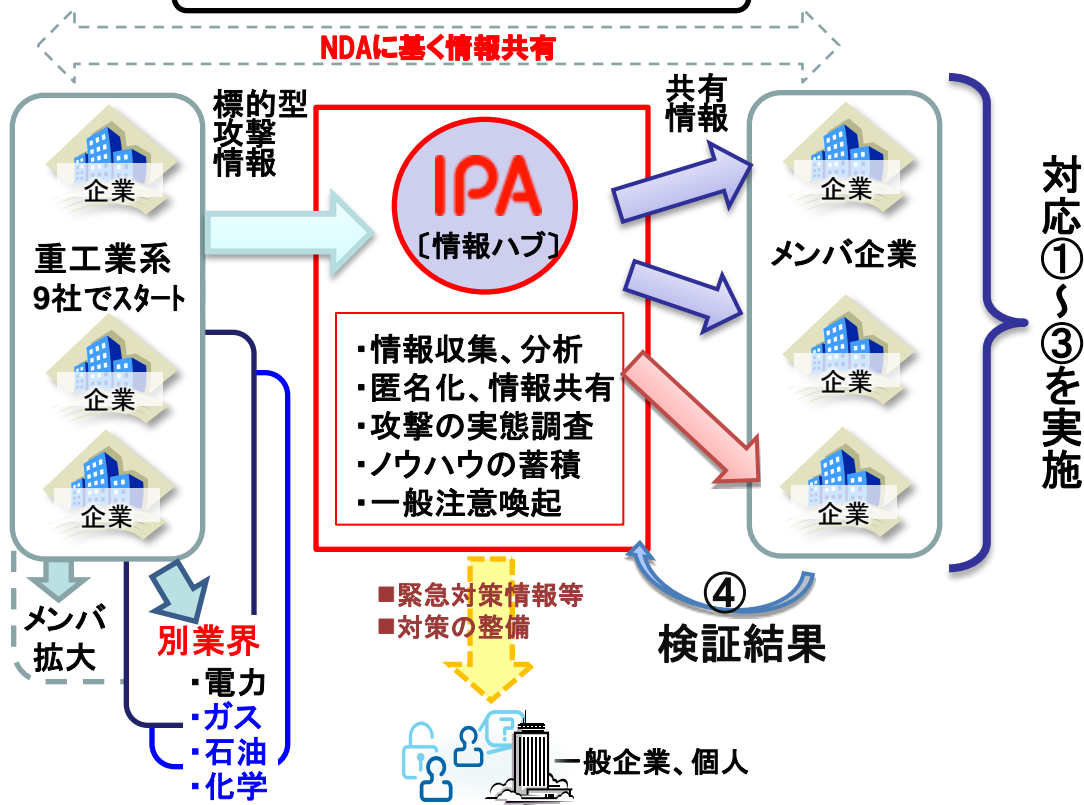 NDAに基く情報共有
標的型
攻撃
情報
共有
情報
企業
重工業系
9社でスタート
企業
企業
IPA
〔情報ハブ〕
・情報収集、分析
・匿名化、情報共有
・攻撃の実態調査
・ノウハウの蓄積
・一般注意喚起
企業
メンバ企業
企業
企業
対応①～③を実施
メンバ
拡大
別業界
・電力
・ガス
・石油
・化学
■緊急対策情報等
■対策の整備
④
検証結果
?
一般企業、個人